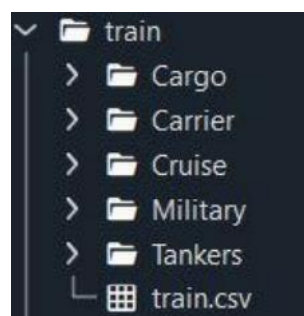 train
Cargo
Carrier
Cruise
Military
Tankers
train.csv